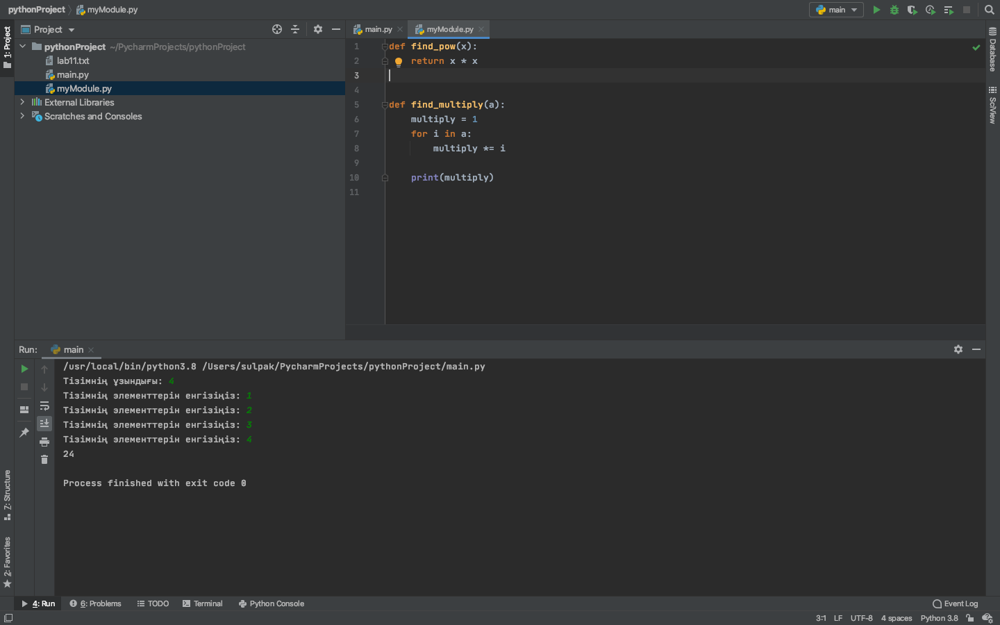 pythonProject myModule.py main
Project
main.py myModule.py
pythonProject ~/PycharmProjects/pythonProject
lab11.txt
main.py
myModule.py
External Libraries
Scratches and Consoles
1: Project
Z: Structure
2: Favorites
1 def find_pow(x):
2     return x * x
3
4
5 def find_multiply(a):
6     multiply = 1
7     for i in a:
8         multiply *= i
9
10     print(multiply)
11
Database
SciView
Run: main
/usr/local/bin/python3.8 /Users/sulpak/PycharmProjects/pythonProject/main.py
Тізімнің ұзындығы: 4
Тізімнің элементтерін енгізіңіз: 1
Тізімнің элементтерін енгізіңіз: 2
Тізімнің элементтерін енгізіңіз: 3
Тізімнің элементтерін енгізіңіз: 4
24
Process finished with exit code 0
4: Run 6: Problems TODO Terminal Python Console Event Log
3:1 LF UTF-8 4 spaces Python 3.8